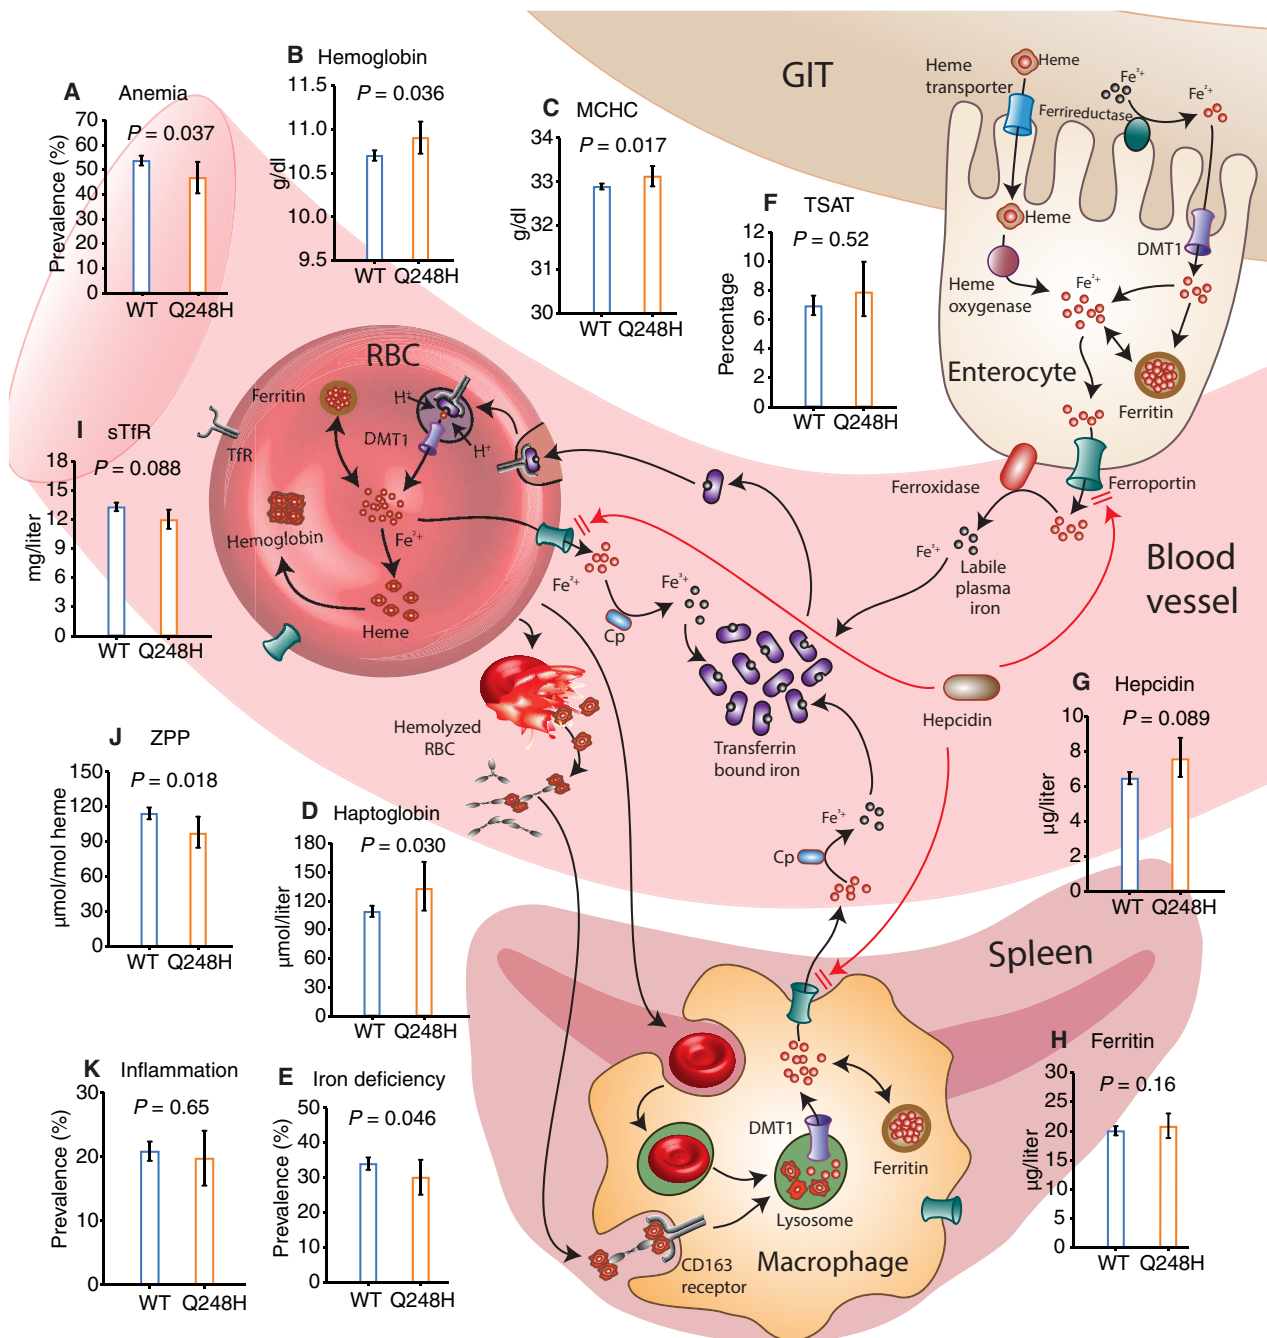 A Anemia
P = 0.037
Prevalence (%)
70
60
50
40
30
20
10
0
WT Q248H
B Hemoglobin
P = 0.036
g/dl
11.5
11.0
10.5
10.0
9.5
WT Q248H
C MCHC
P = 0.017
g/dl
34
33
32
31
30
WT Q248H
F TSAT
P = 0.52
Percentage
12
10
8
6
4
2
0
WT Q248H
GIT
Heme
transporter
Heme
Fe3+
Ferrireductase
Fe2+
Heme
DMT1
Heme
oxygenase
Fe2+
Enterocyte
Ferritin
Ferroxidase
Ferroportin
Fe3+
Labile
plasma
iron
Blood
vessel
RBC
Ferritin
H+
DMT1
H+
TfR
Hemoglobin
Fe2+
Heme
Fe2+
Cp
Fe3+
Hemolyzed
RBC
Transferrin
bound iron
Hepcidin
Fe3+
Cp
I sTfR
P = 0.088
mg/liter
18
15
12
9
6
3
0
WT Q248H
G Hepcidin
P = 0.089
µg/liter
10
8
6
4
2
0
WT Q248H
J ZPP
P = 0.018
µmol/mol heme
150
120
90
60
30
0
WT Q248H
D Haptoglobin
P = 0.030
µmol/liter
180
150
120
90
60
30
0
WT Q248H
Spleen
K Inflammation
P = 0.65
Prevalence (%)
30
20
10
0
WT Q248H
E Iron deficiency
P = 0.046
Prevalence (%)
50
40
30
20
10
0
WT Q248H
DMT1
Ferritin
Lysosome
Macrophage
CD163
receptor
H Ferritin
P = 0.16
µg/liter
30
25
20
15
10
5
0
WT Q248H